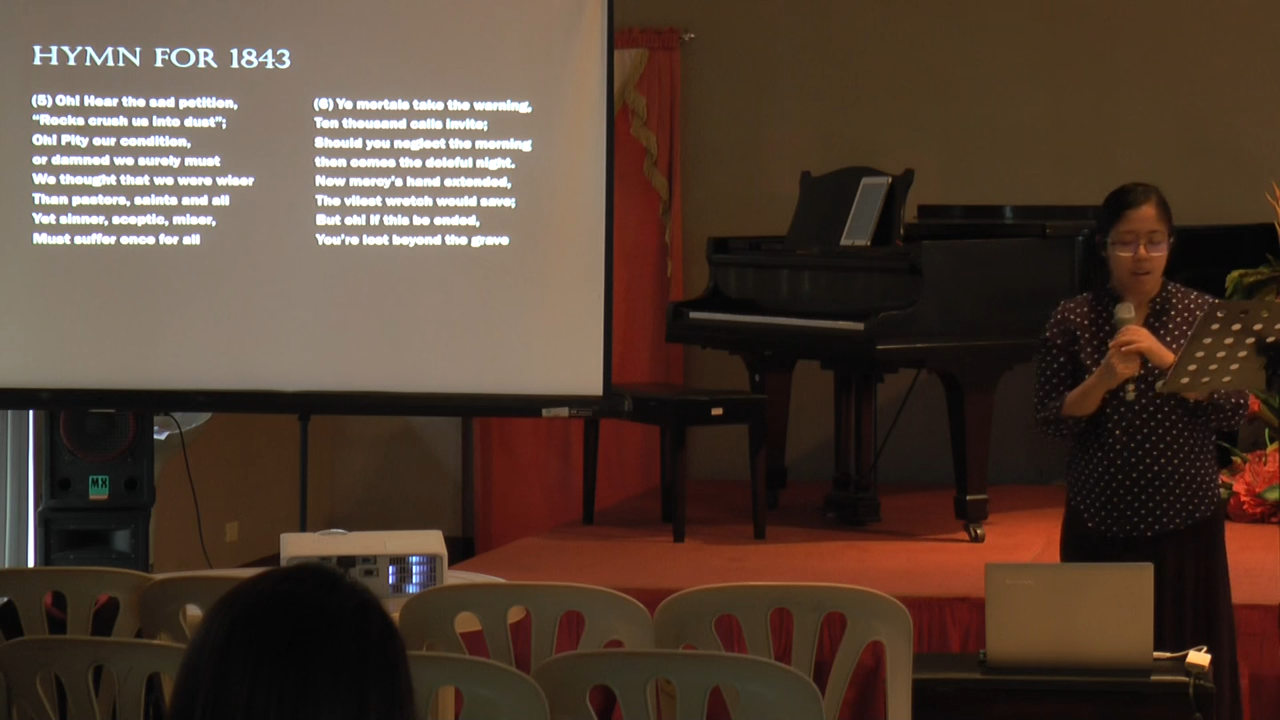 HYMN FOR 1843
(5) Oh! Hear the sad petition,
"Rocks crush us into dust";
Oh! Pity our condition,
or damned we surely must
We thought that we were wiser
Than pastors, saints and all
Yet sinner, sceptic, miser,
Must suffer once for all
(6) Ye mortals take the warning,
Ten thousand calls invite;
Should you neglect the morning
then comes the doleful night.
Now mercy's hand extended,
The vilest wretch would save;
But oh! if this be ended,
You're lost beyond the grave
MX